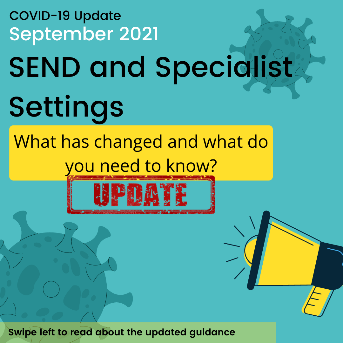 COVID-19 Update
September 2021
SEND and Specialist
Settings
What has changed and what do
you need to know?
UPDATE
Swipe left to read about the updated guidance